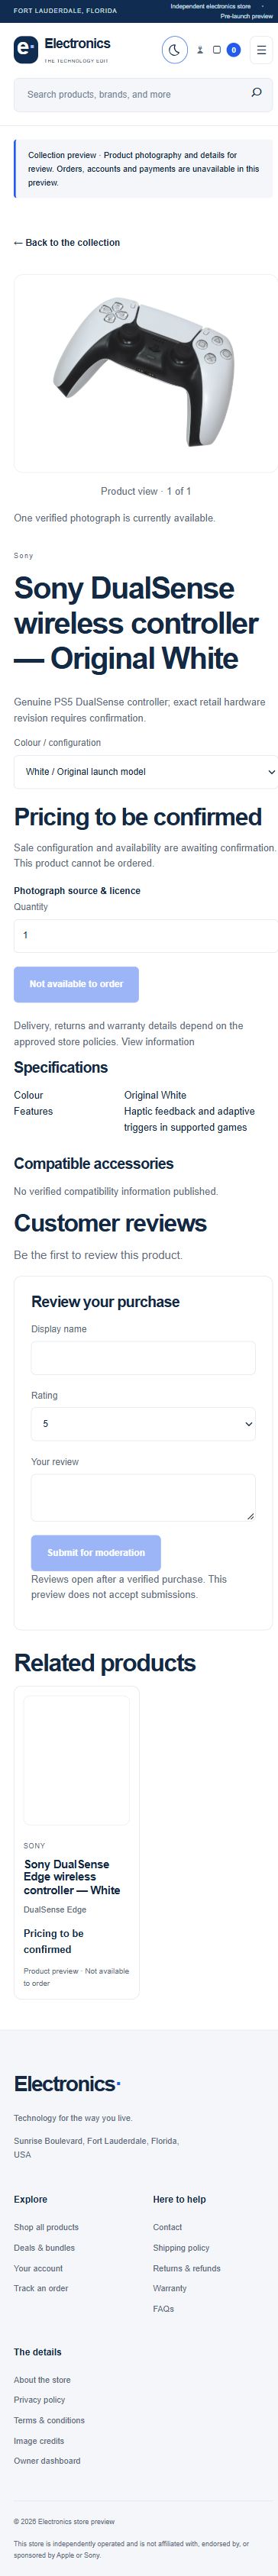 FORT LAUDERDALE, FLORIDA
Independent electronics store ·
Pre-launch preview
e
Electronics
THE TECHNOLOGY EDIT
0
Search products, brands, and more
Collection preview · Product photography and details for
review. Orders, accounts and payments are unavailable in this
preview.
← Back to the collection
Product view · 1 of 1
One verified photograph is currently available.
Sony
Sony DualSense
wireless controller
— Original White
Genuine PS5 DualSense controller; exact retail hardware
revision requires confirmation.
Colour / configuration
White / Original launch model
Pricing to be confirmed
Sale configuration and availability are awaiting confirmation.
This product cannot be ordered.
Photograph source & licence
Quantity
1
Not available to order
Delivery, returns and warranty details depend on the
approved store policies. View information
Specifications
Colour Original White
Features Haptic feedback and adaptive
triggers in supported games
Compatible accessories
No verified compatibility information published.
Customer reviews
Be the first to review this product.
Review your purchase
Display name
Rating
5
Your review
Submit for moderation
Reviews open after a verified purchase. This
preview does not accept submissions.
Related products
SONY
Sony DualSense
Edge wireless
controller — White
DualSense Edge
Pricing to be
confirmed
Product preview · Not available
to order
Electronics·
Technology for the way you live.
Sunrise Boulevard, Fort Lauderdale, Florida,
USA
Explore
Shop all products
Deals & bundles
Your account
Track an order
Here to help
Contact
Shipping policy
Returns & refunds
Warranty
FAQs
The details
About the store
Privacy policy
Terms & conditions
Image credits
Owner dashboard
© 2026 Electronics store preview
This store is independently operated and is not affiliated with, endorsed by, or
sponsored by Apple or Sony.